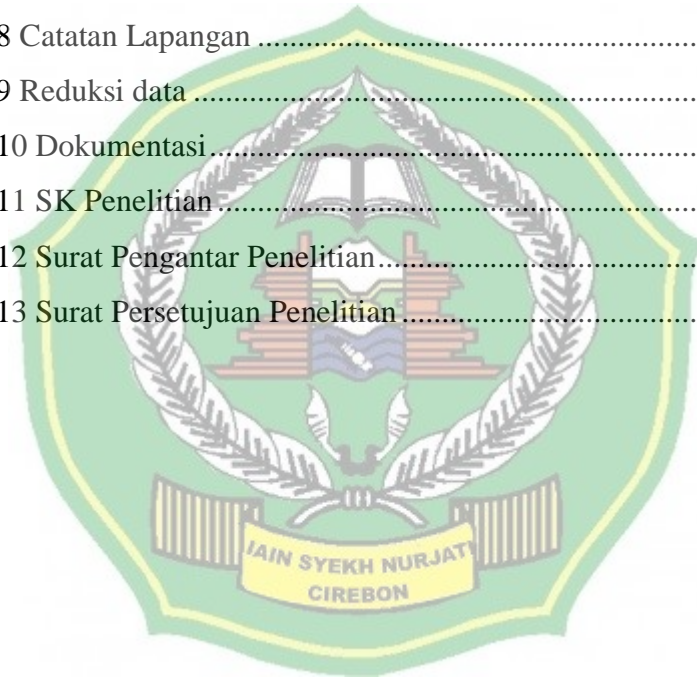 8 Catatan Lapangan ......................................................
9 Reduksi data ................................................................
10 Dokumentasi..............................................................
11 SK Penelitian .............................................................
12 Surat Pengantar Penelitian........................................
13 Surat Persetujuan Penelitian .....................................
IAIN SYEKH NURJATI
CIREBON